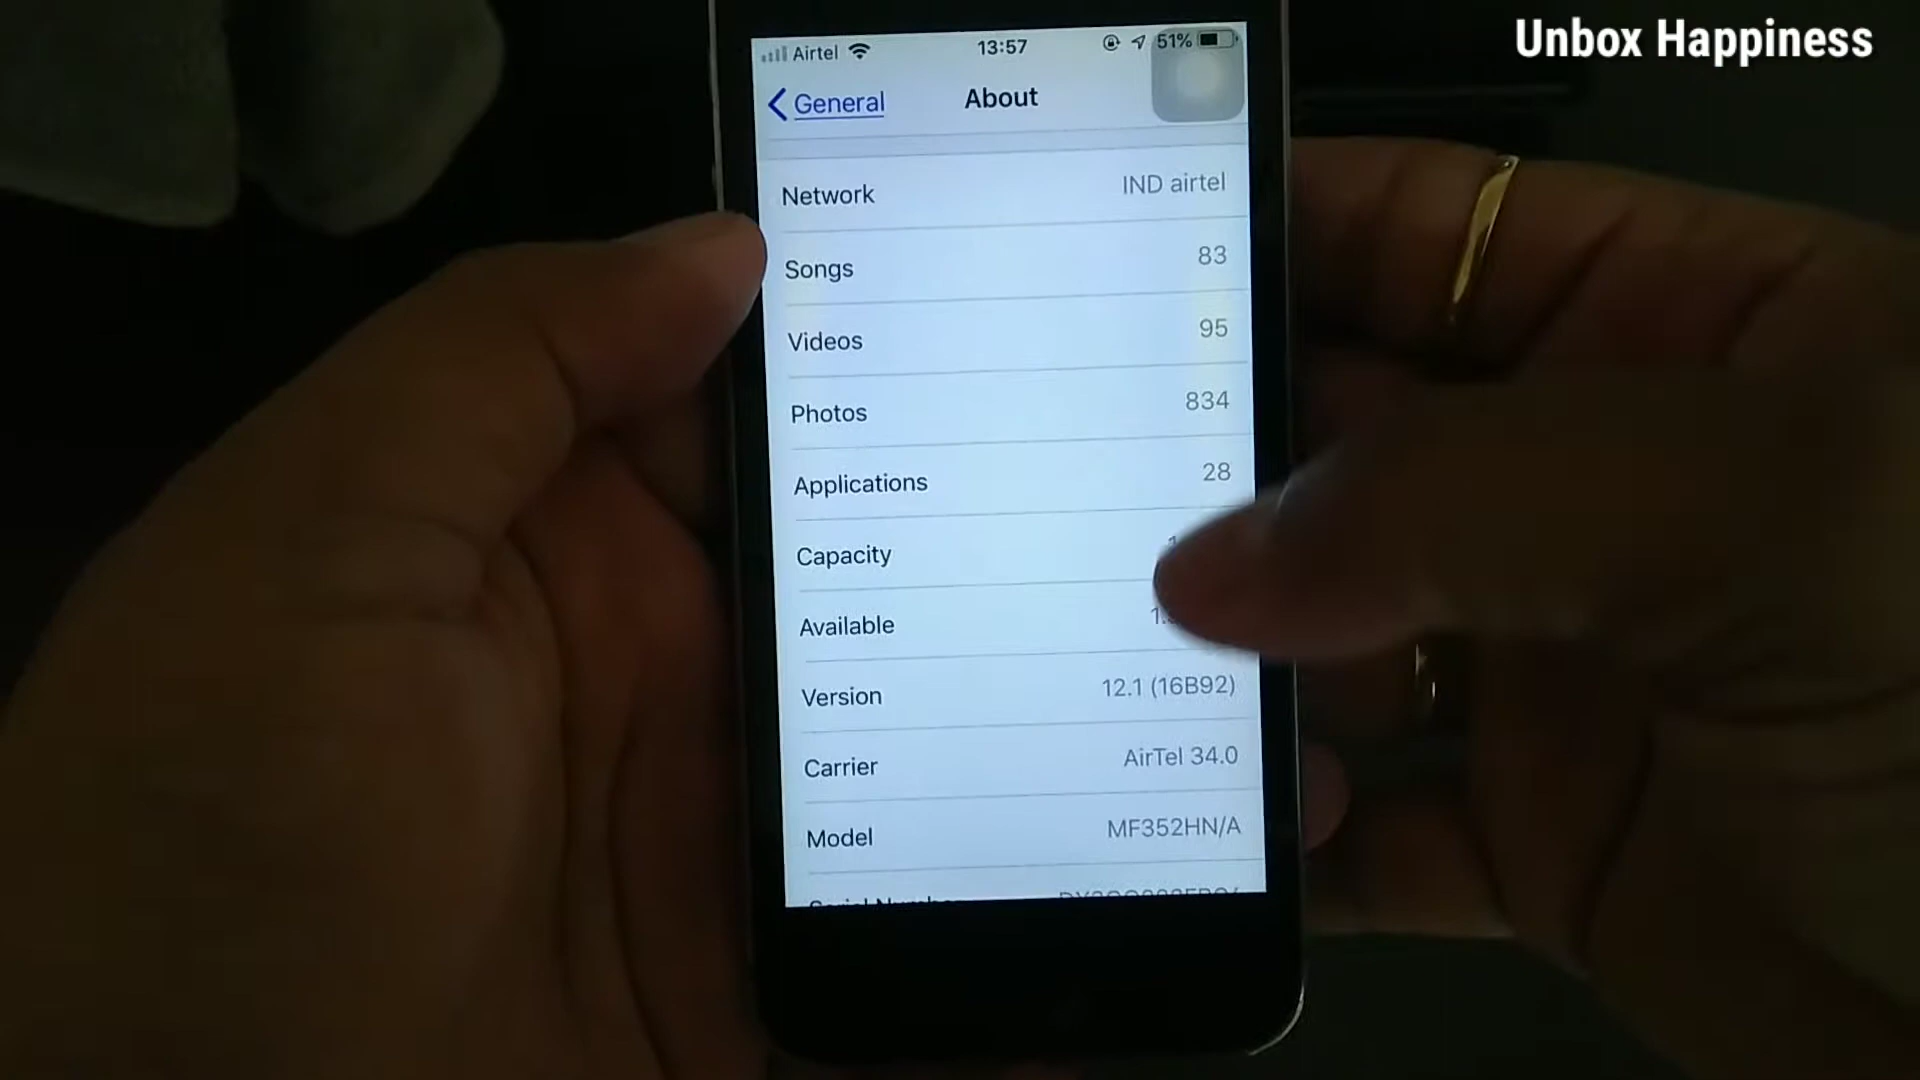 Unbox Happiness
Airtel 13:57 51%
General About
Network IND airtel
Songs 83
Videos 95
Photos 834
Applications 28
Capacity
Available
Version 12.1 (16B92)
Carrier AirTel 34.0
Model MF352HN/A
Serial